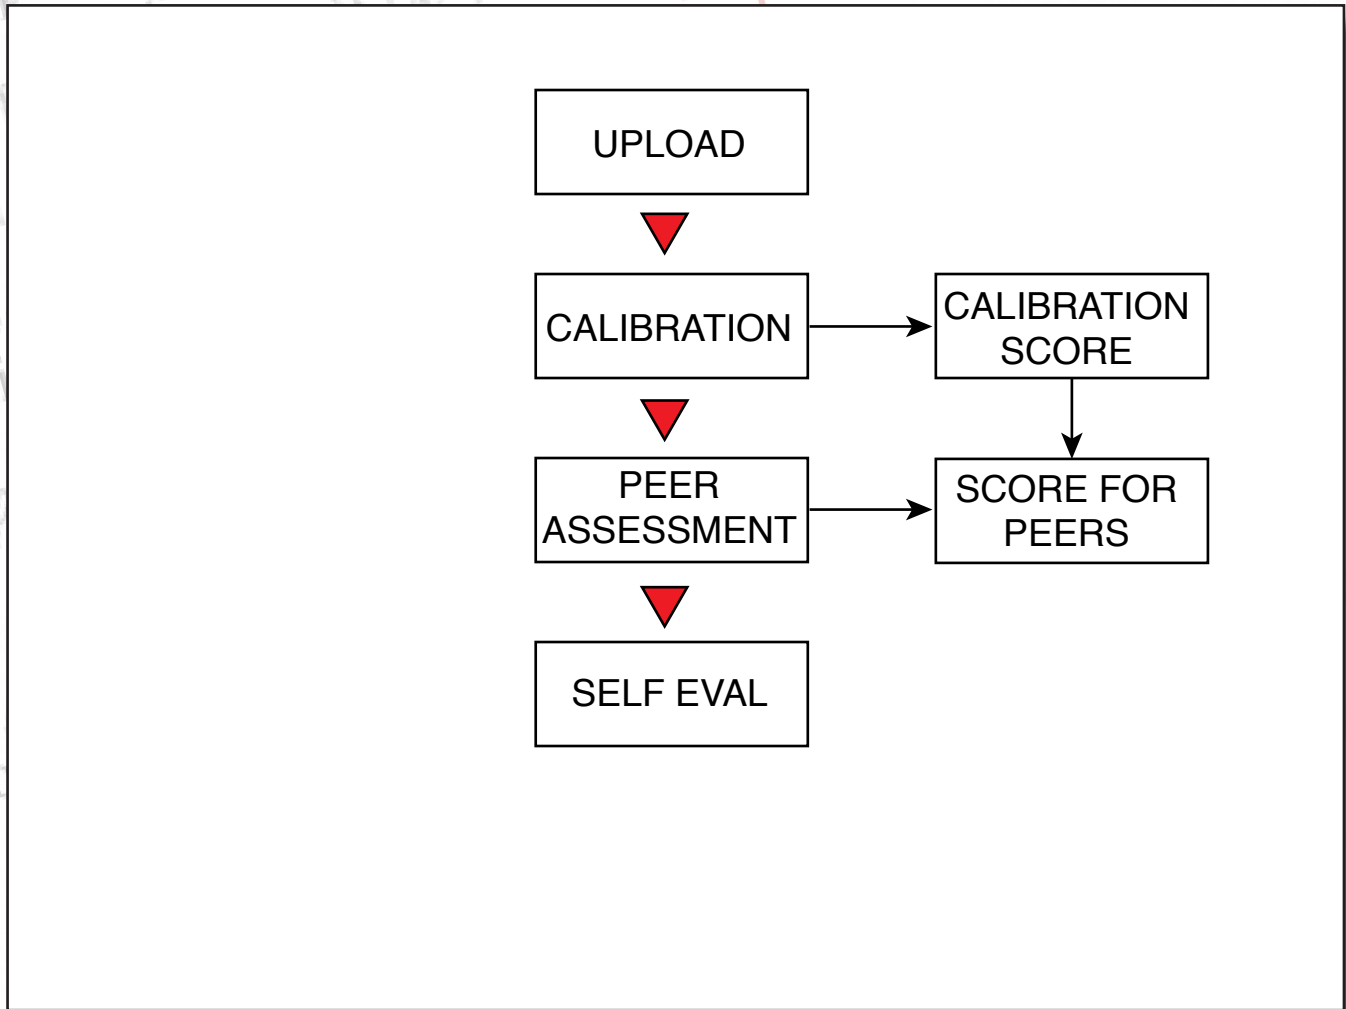 UPLOAD
CALIBRATION
CALIBRATION
SCORE
PEER
ASSESSMENT
SCORE FOR
PEERS
SELF EVAL